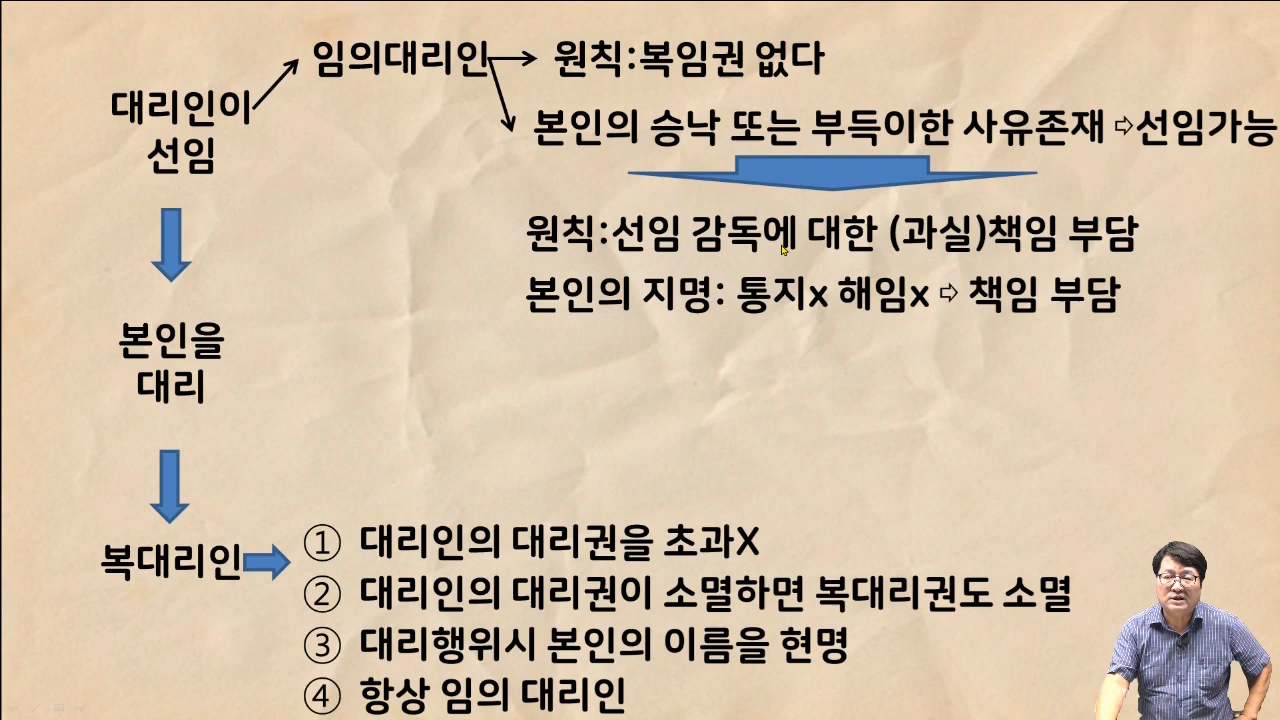 임의대리인 → 원칙:복임권 없다
대리인이
선임
본인의 승낙 또는 부득이한 사유존재 ⇨선임가능
원칙:선임 감독에 대한 (과실)책임 부담
본인의 지명: 통지x 해임x ⇨ 책임 부담
본인을
대리
복대리인
① 대리인의 대리권을 초과X
② 대리인의 대리권이 소멸하면 복대리권도 소멸
③ 대리행위시 본인의 이름을 현명
④ 항상 임의 대리인